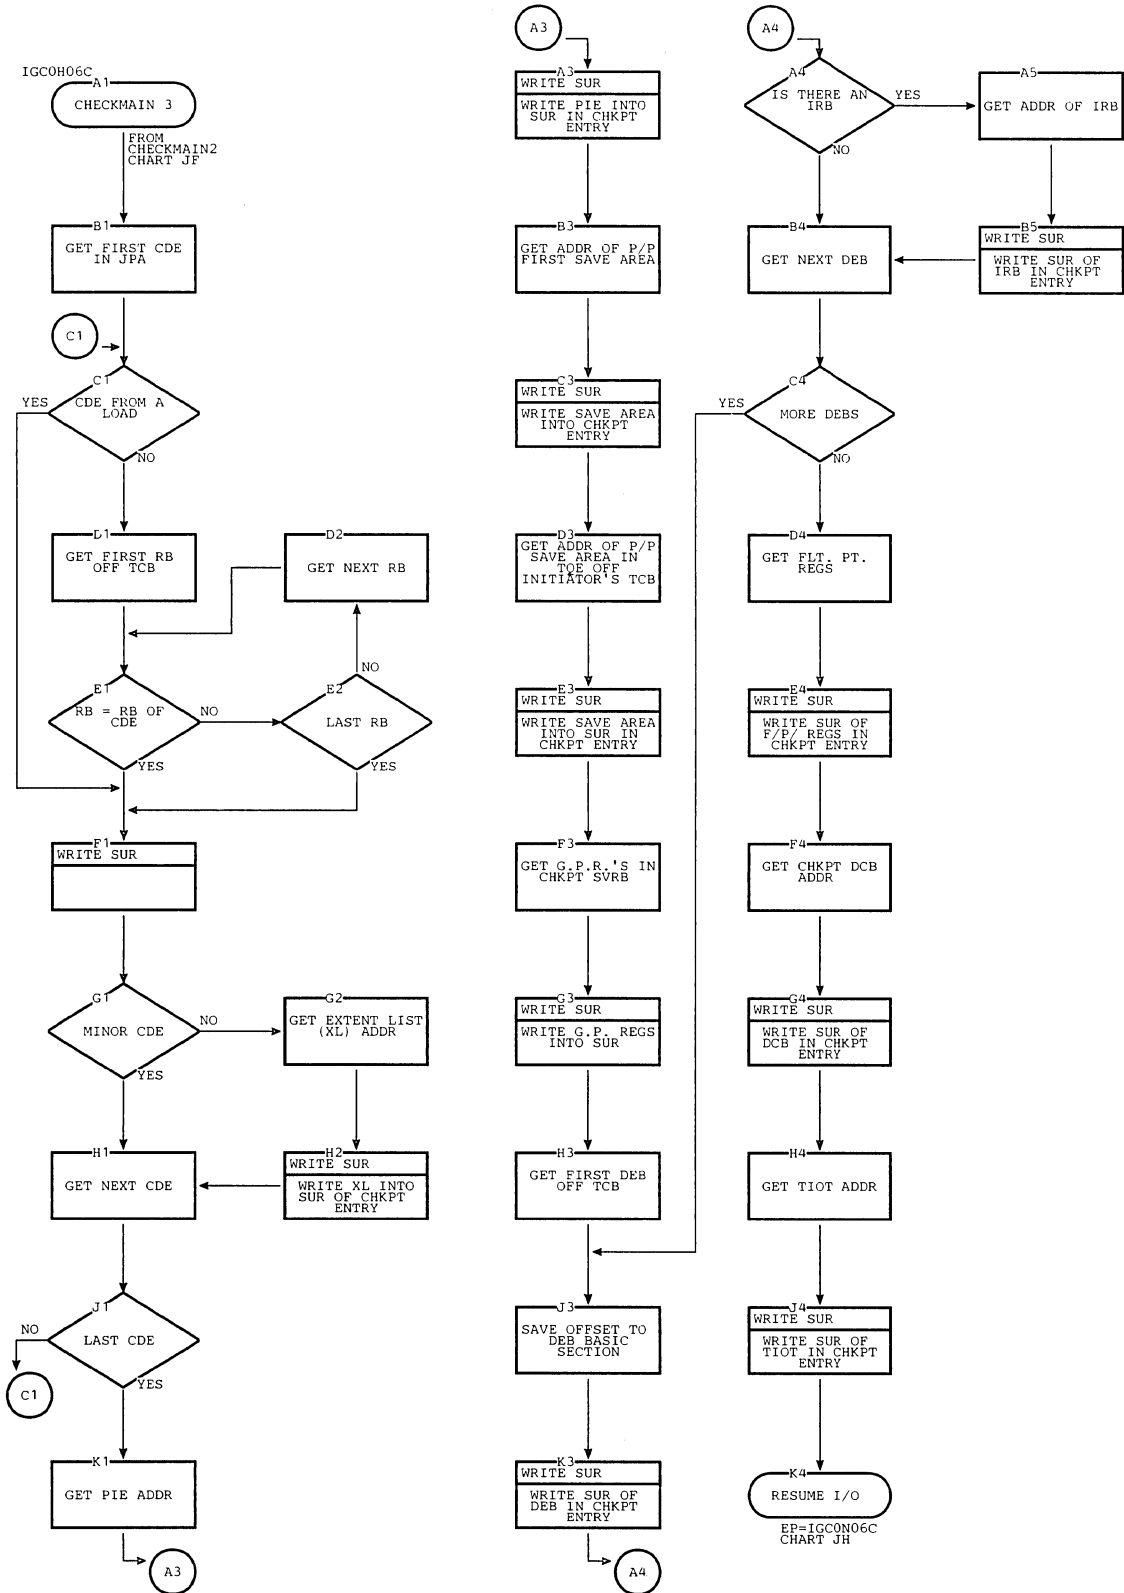 IGC0H06C
A1
CHECKMAIN 3
FROM
CHECKMAIN2
CHART JF
B1
GET FIRST CDE
IN JPA
C1
C1
CDE FROM A
LOAD
YES
NO
D1
GET FIRST RB
OFF TCB
D2
GET NEXT RB
E1
RB = RB OF
CDE
NO
YES
E2
LAST RB
NO
YES
F1
WRITE SUR
G1
MINOR CDE
NO
YES
G2
GET EXTENT LIST
(XL) ADDR
H1
GET NEXT CDE
H2
WRITE SUR
WRITE XL INTO
SUR OF CHKPT
ENTRY
J1
LAST CDE
NO
YES
C1
K1
GET PIE ADDR
A3
A3
A3
WRITE SUR
WRITE PIE INTO
SUR IN CHKPT
ENTRY
B3
GET ADDR OF P/P
FIRST SAVE AREA
C3
WRITE SUR
WRITE SAVE AREA
INTO CHKPT
ENTRY
D3
GET ADDR OF P/P
SAVE AREA IN
TQE OFF
INITIATOR'S TCB
E3
WRITE SUR
WRITE SAVE AREA
INTO SUR IN
CHKPT ENTRY
F3
GET G.P.R.'S IN
CHKPT SVRB
G3
WRITE SUR
WRITE G.P. REGS
INTO SUR
H3
GET FIRST DEB
OFF TCB
J3
SAVE OFFSET TO
DEB BASIC
SECTION
K3
WRITE SUR
WRITE SUR OF
DEB IN CHKPT
ENTRY
A4
A4
A4
IS THERE AN
IRB
YES
NO
A5
GET ADDR OF IRB
B4
GET NEXT DEB
B5
WRITE SUR
WRITE SUR OF
IRB IN CHKPT
ENTRY
C4
MORE DEBS
YES
NO
D4
GET FLT. PT.
REGS
E4
WRITE SUR
WRITE SUR OF
F/P/ REGS IN
CHKPT ENTRY
F4
GET CHKPT DCB
ADDR
G4
WRITE SUR
WRITE SUR OF
DCB IN CHKPT
ENTRY
H4
GET TIOT ADDR
J4
WRITE SUR
WRITE SUR OF
TIOT IN CHKPT
ENTRY
K4
RESUME I/O
EP=IGC0N06C
CHART JH